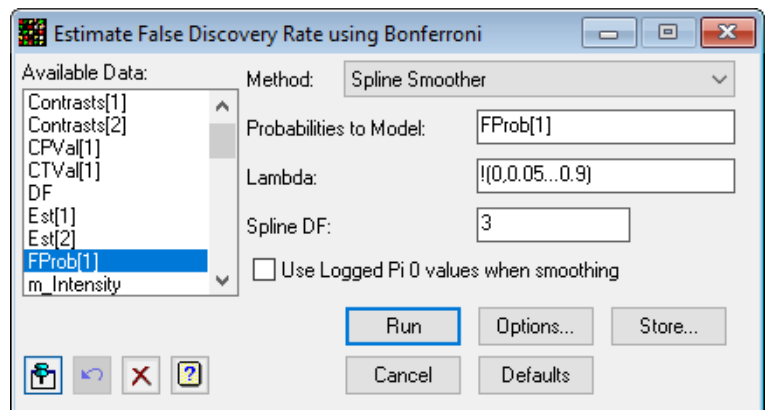 Estimate False Discovery Rate using Bonferroni
Available Data:
Contrasts[1]
Contrasts[2]
CPVal[1]
CTVal[1]
DF
Est[1]
Est[2]
FProb[1]
m_Intensity
Method: Spline Smoother
Probabilities to Model: FProb[1]
Lambda: !(0,0.05...0.9)
Spline DF: 3
Use Logged Pi 0 values when smoothing
Run Options... Store...
Cancel Defaults